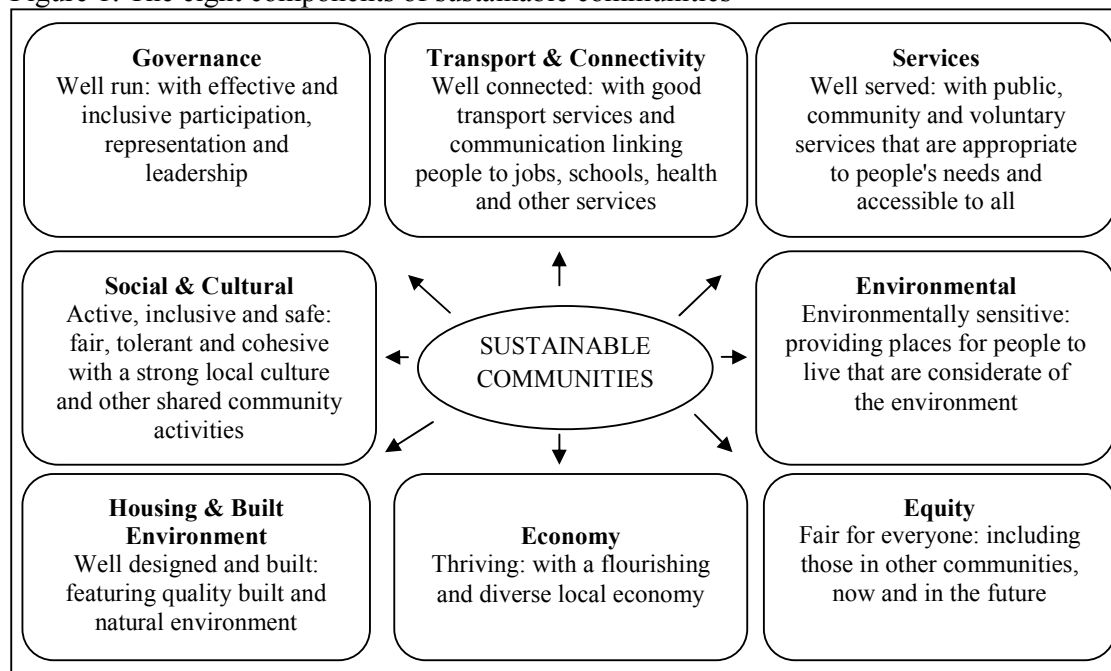 Figure 1: The eight components of sustainable communities
Governance
Well run: with effective and
inclusive participation,
representation and
leadership
Transport & Connectivity
Well connected: with good
transport services and
communication linking
people to jobs, schools, health
and other services
Services
Well served: with public,
community and voluntary
services that are appropriate
to people's needs and
accessible to all
Social & Cultural
Active, inclusive and safe:
fair, tolerant and cohesive
with a strong local culture
and other shared community
activities
SUSTAINABLE
COMMUNITIES
Environmental
Environmentally sensitive:
providing places for people to
live that are considerate of
the environment
Housing & Built
Environment
Well designed and built:
featuring quality built and
natural environment
Economy
Thriving: with a flourishing
and diverse local economy
Equity
Fair for everyone: including
those in other communities,
now and in the future